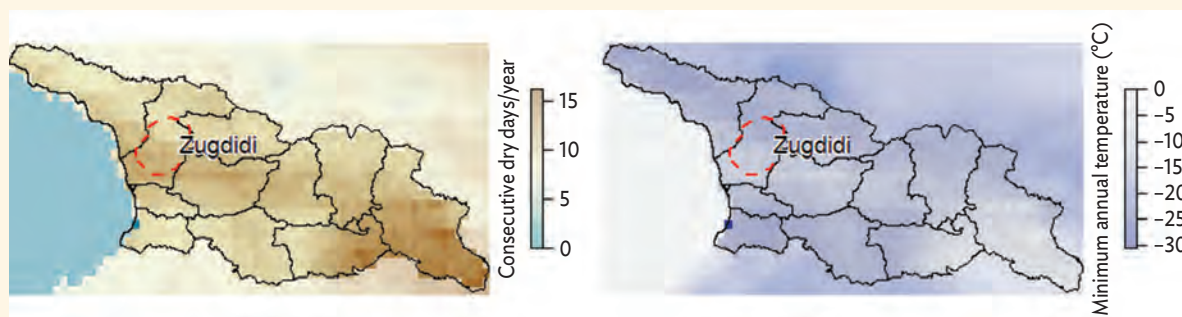 Zugdidi
Consecutive dry days/year
15
10
5
0
Zugdidi
Minimum annual temperature (°C)
–0
–5
–10
–15
–20
–25
–30